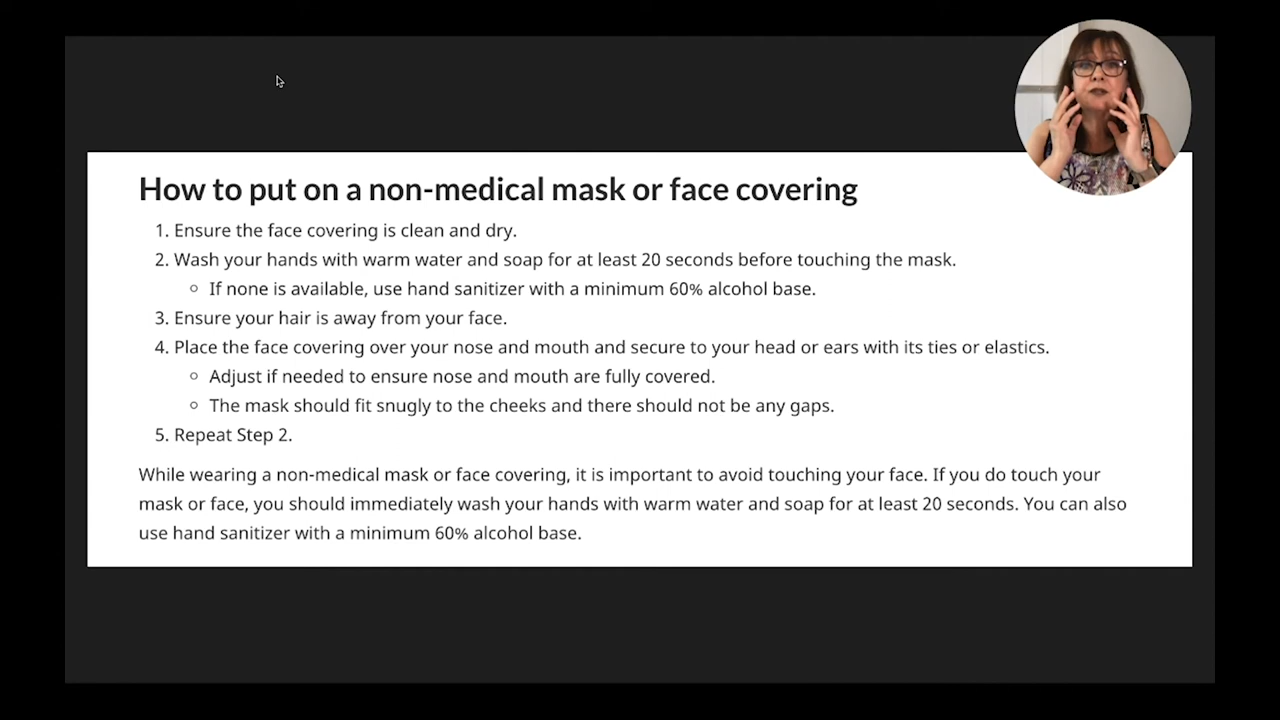 How to put on a non-medical mask or face covering
1. Ensure the face covering is clean and dry.
2. Wash your hands with warm water and soap for at least 20 seconds before touching the mask.
○ If none is available, use hand sanitizer with a minimum 60% alcohol base.
3. Ensure your hair is away from your face.
4. Place the face covering over your nose and mouth and secure to your head or ears with its ties or elastics.
○ Adjust if needed to ensure nose and mouth are fully covered.
○ The mask should fit snugly to the cheeks and there should not be any gaps.
5. Repeat Step 2.
While wearing a non-medical mask or face covering, it is important to avoid touching your face. If you do touch your
mask or face, you should immediately wash your hands with warm water and soap for at least 20 seconds. You can also
use hand sanitizer with a minimum 60% alcohol base.